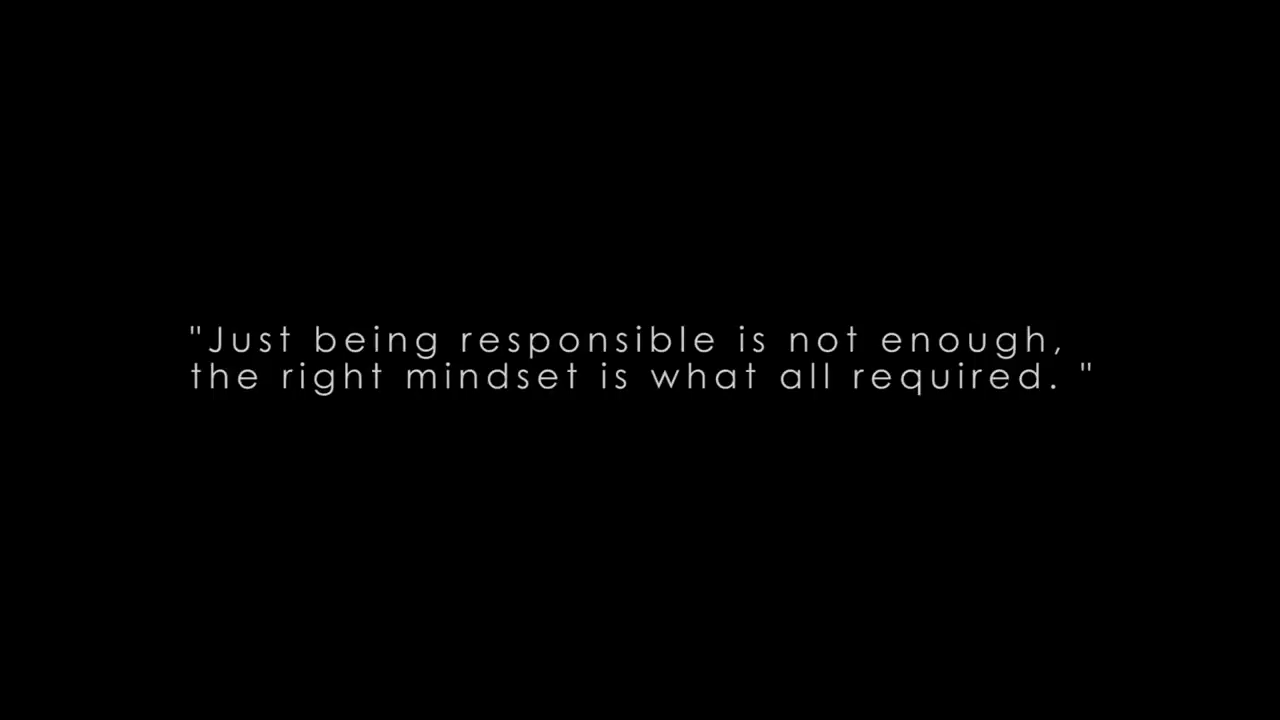 "Just being responsible is not enough,
the right mindset is what all required. "